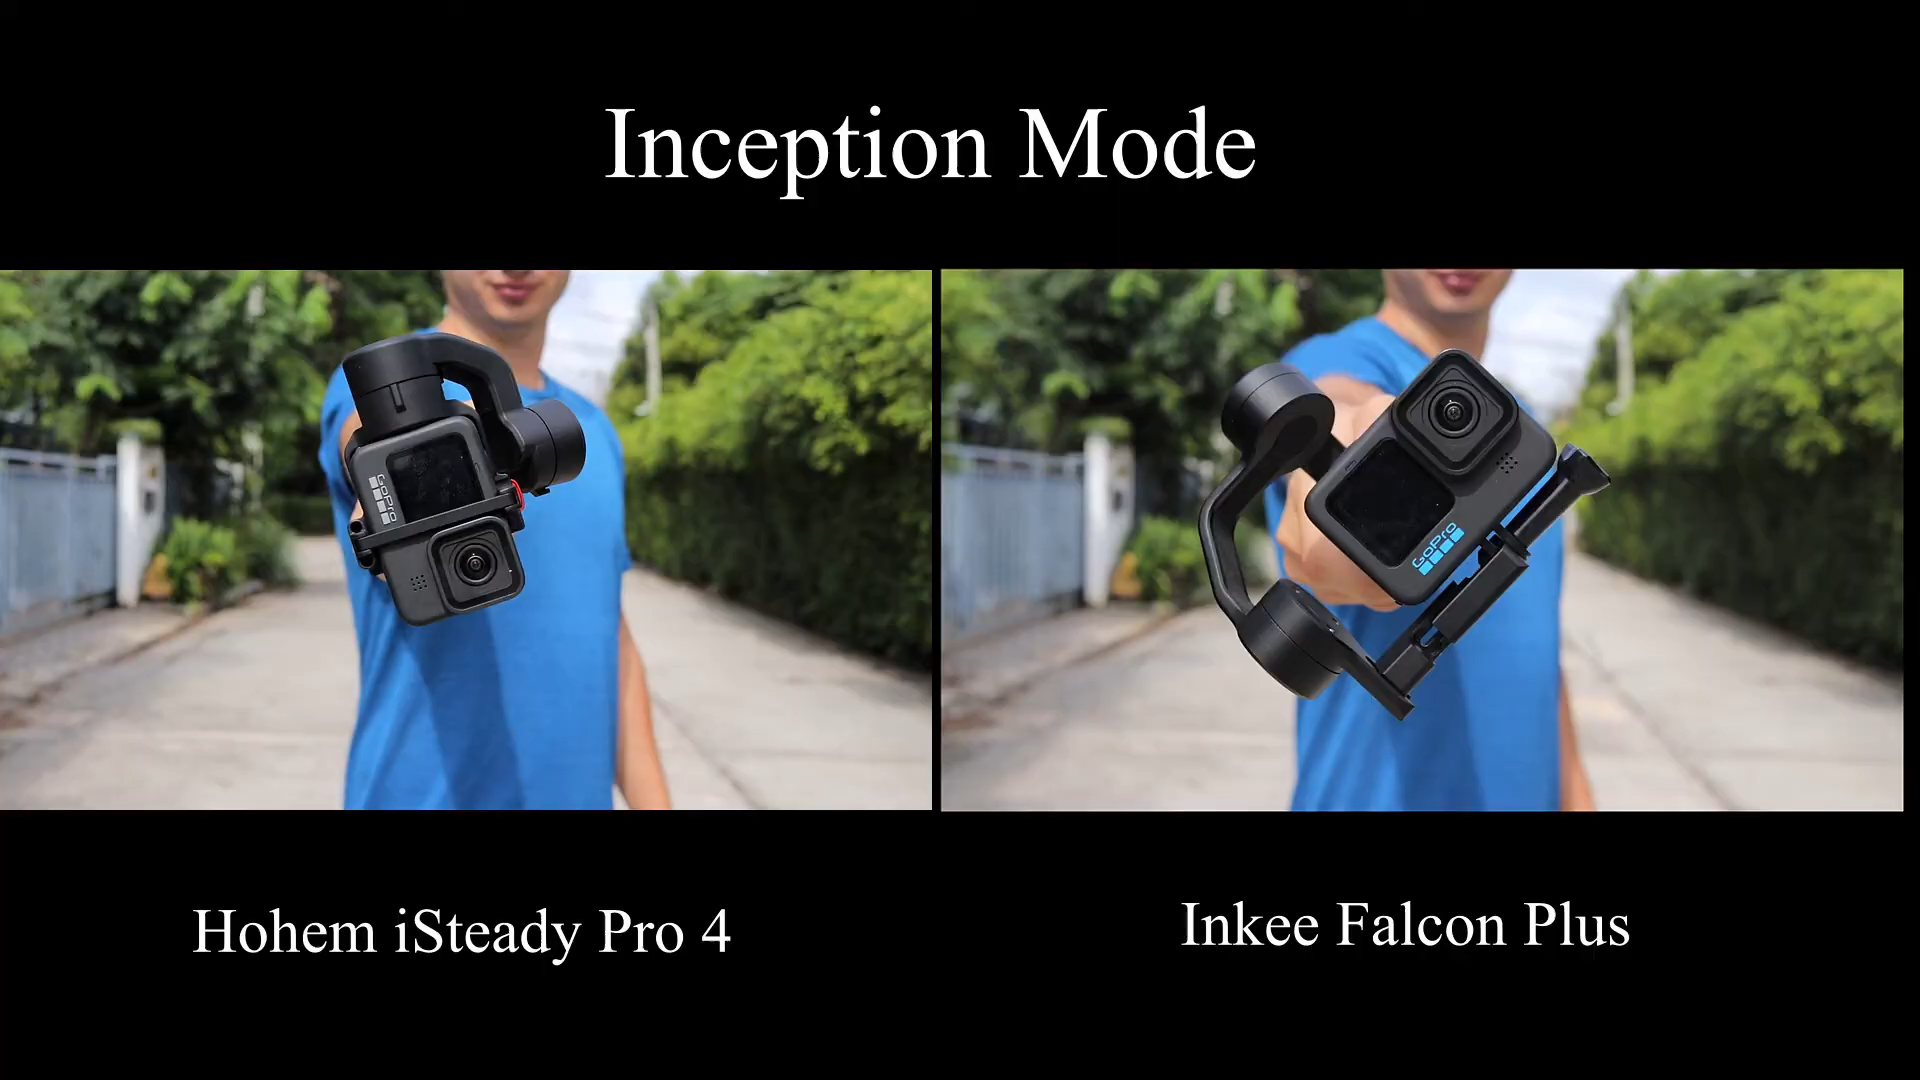 Inception Mode
GoPro
GoPro
Hohem iSteady Pro 4
Inkee Falcon Plus